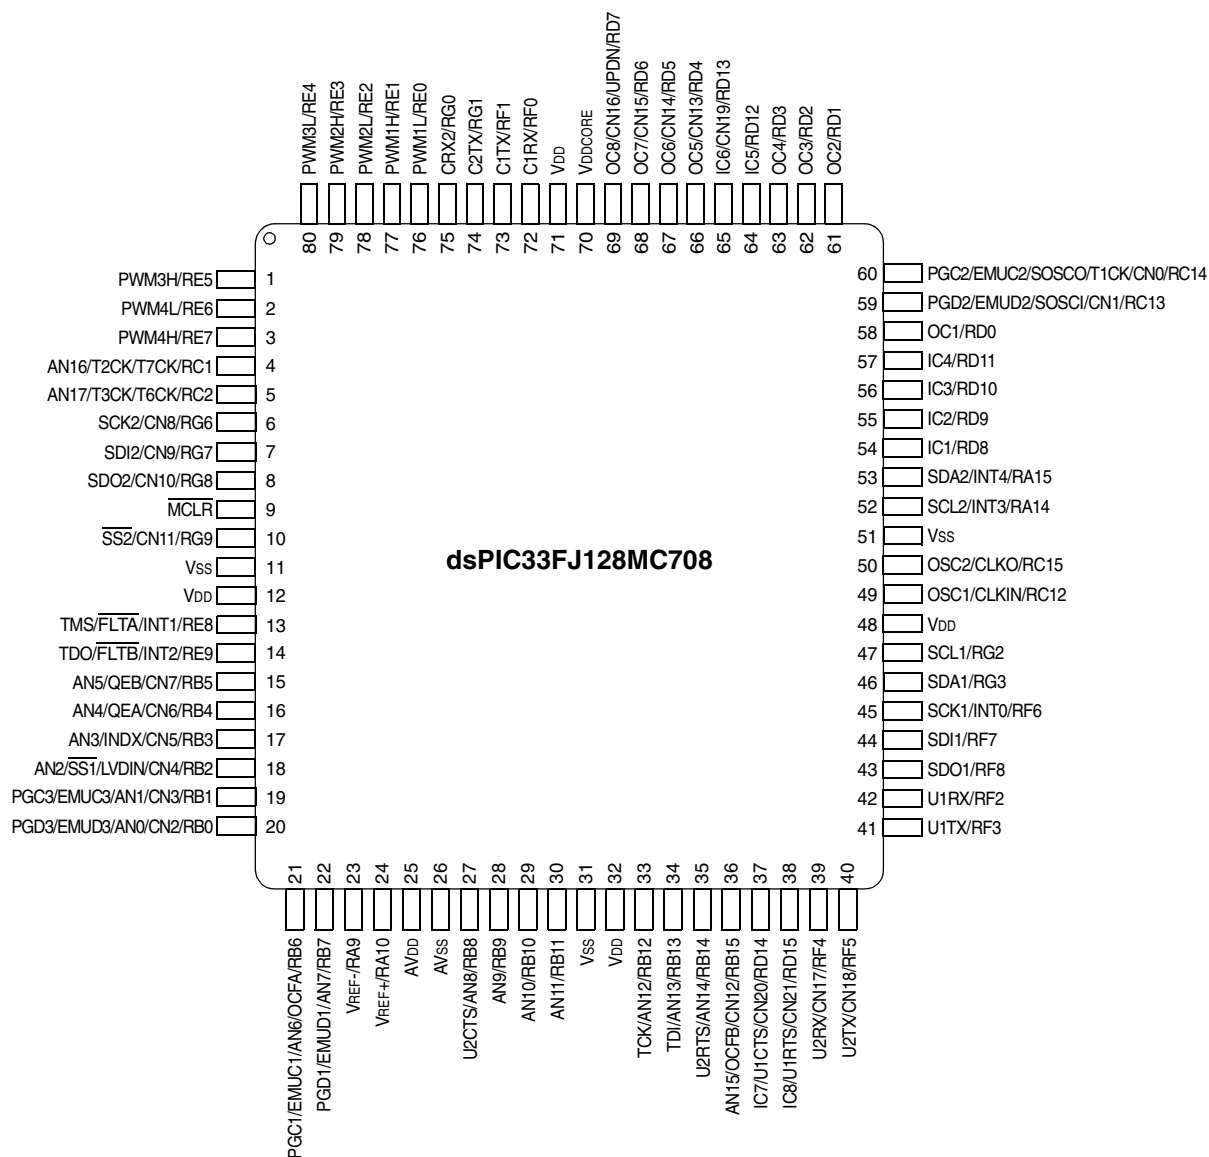 PWM3L/RE4
PWM2H/RE3
PWM2L/RE2
PWM1H/RE1
PWM1L/RE0
CRX2/RG0
C2TX/RG1
C1TX/RF1
C1RX/RF0
VDD
VDDCORE
OC8/CN16/UPDN/RD7
OC7/CN15/RD6
OC6/CN14/RD5
OC5/CN13/RD4
IC6/CN19/RD13
IC5/RD12
OC4/RD3
OC3/RD2
OC2/RD1
80
79
78
77
76
75
74
73
72
71
70
69
68
67
66
65
64
63
62
61
PWM3H/RE5 1
PWM4L/RE6 2
PWM4H/RE7 3
AN16/T2CK/T7CK/RC1 4
AN17/T3CK/T6CK/RC2 5
SCK2/CN8/RG6 6
SDI2/CN9/RG7 7
SDO2/CN10/RG8 8
MCLR 9
SS2/CN11/RG9 10
VSS 11
VDD 12
TMS/FLTA/INT1/RE8 13
TDO/FLTB/INT2/RE9 14
AN5/QEB/CN7/RB5 15
AN4/QEA/CN6/RB4 16
AN3/INDX/CN5/RB3 17
AN2/SS1/LVDIN/CN4/RB2 18
PGC3/EMUC3/AN1/CN3/RB1 19
PGD3/EMUD3/AN0/CN2/RB0 20
dsPIC33FJ128MC708
60 PGC2/EMUC2/SOSCO/T1CK/CN0/RC14
59 PGD2/EMUD2/SOSCI/CN1/RC13
58 OC1/RD0
57 IC4/RD11
56 IC3/RD10
55 IC2/RD9
54 IC1/RD8
53 SDA2/INT4/RA15
52 SCL2/INT3/RA14
51 VSS
50 OSC2/CLKO/RC15
49 OSC1/CLKIN/RC12
48 VDD
47 SCL1/RG2
46 SDA1/RG3
45 SCK1/INT0/RF6
44 SDI1/RF7
43 SDO1/RF8
42 U1RX/RF2
41 U1TX/RF3
21
22
23
24
25
26
27
28
29
30
31
32
33
34
35
36
37
38
39
40
PGC1/EMUC1/AN6/OCFA/RB6
PGD1/EMUD1/AN7/RB7
VREF-/RA9
VREF+/RA10
AVDD
AVSS
U2CTS/AN8/RB8
AN9/RB9
AN10/RB10
AN11/RB11
VSS
VDD
TCK/AN12/RB12
TDI/AN13/RB13
U2RTS/AN14/RB14
AN15/OCFB/CN12/RB15
IC7/U1CTS/CN20/RD14
IC8/U1RTS/CN21/RD15
U2RX/CN17/RF4
U2TX/CN18/RF5